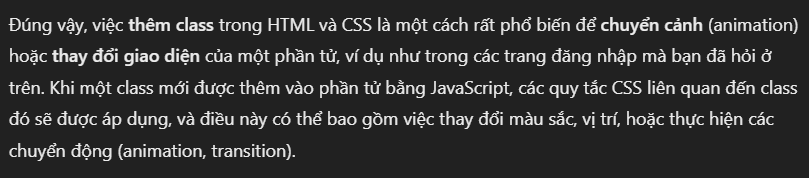 Đúng vậy, việc thêm class trong HTML và CSS là một cách rất phổ biến để chuyển cảnh (animation)
hoặc thay đổi giao diện của một phần tử, ví dụ như trong các trang đăng nhập mà bạn đã hỏi ở
trên. Khi một class mới được thêm vào phần tử bằng JavaScript, các quy tắc CSS liên quan đến class
đó sẽ được áp dụng, và điều này có thể bao gồm việc thay đổi màu sắc, vị trí, hoặc thực hiện các
chuyển động (animation, transition).